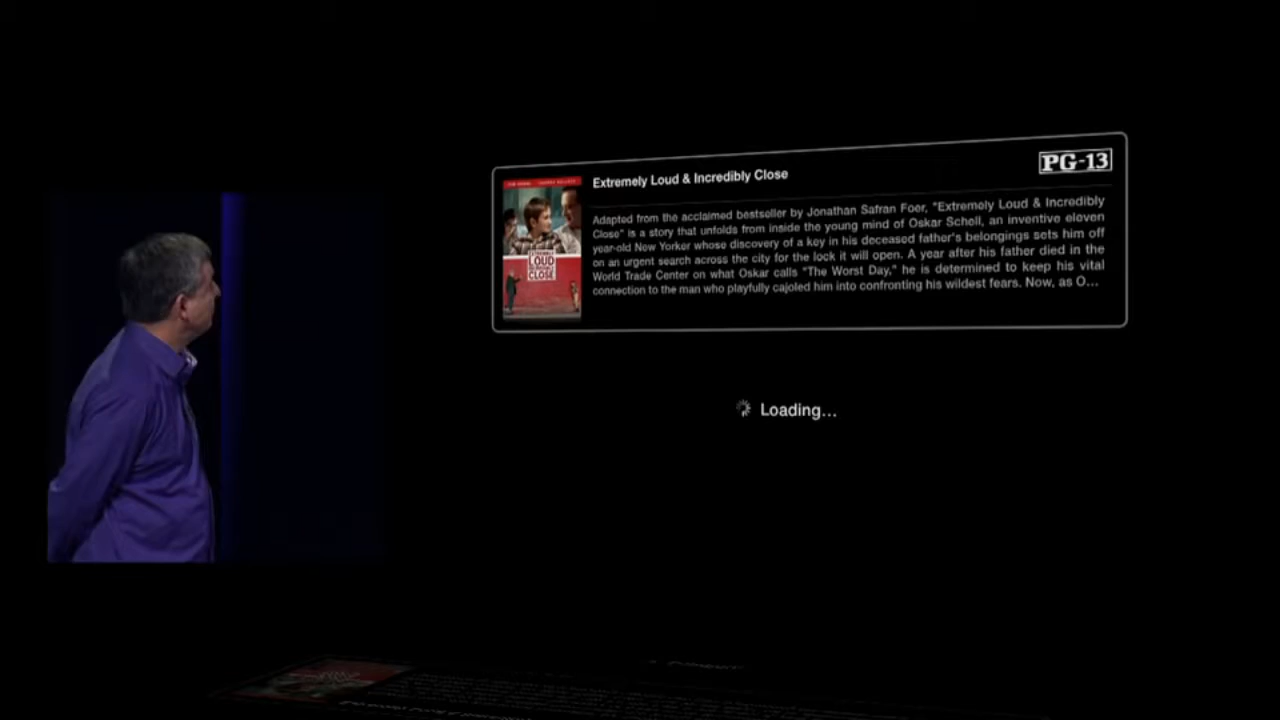 Extremely Loud & Incredibly Close
PG-13
Adapted from the acclaimed bestseller by Jonathan Safran Foer, "Extremely Loud & Incredibly
Close" is a story that unfolds from inside the young mind of Oskar Schell, an inventive eleven
year-old New Yorker whose discovery of a key in his deceased father's belongings sets him off
on an urgent search across the city for the lock it will open. A year after his father died in the
World Trade Center on what Oskar calls "The Worst Day," he is determined to keep his vital
connection to the man who playfully cajoled him into confronting his wildest fears. Now, as O...
EXTREMELY
LOUD
CLOSE
Loading...